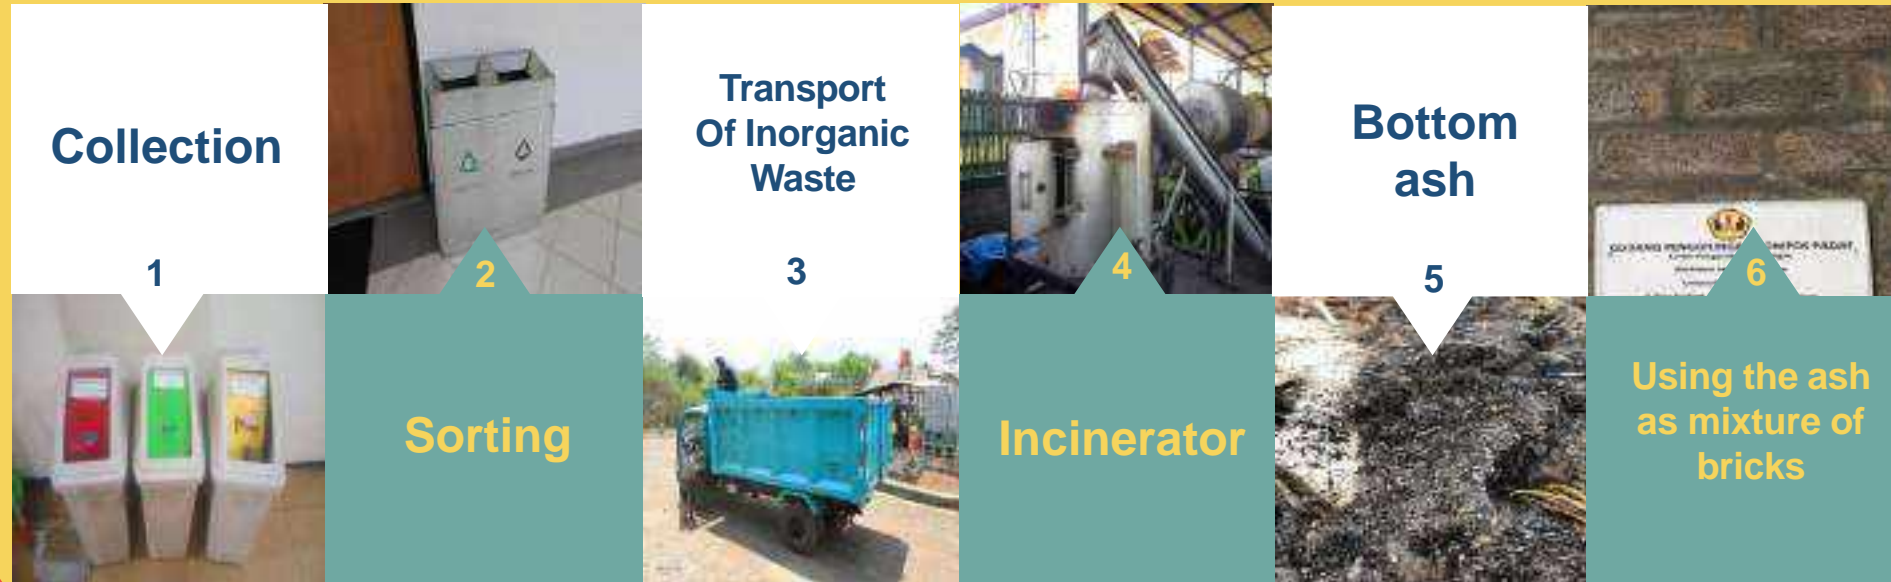 Collection
1
2
Sorting
Transport
Of Inorganic
Waste
3
4
Incinerator
Bottom
ash
5
6
Using the ash
as mixture of
bricks